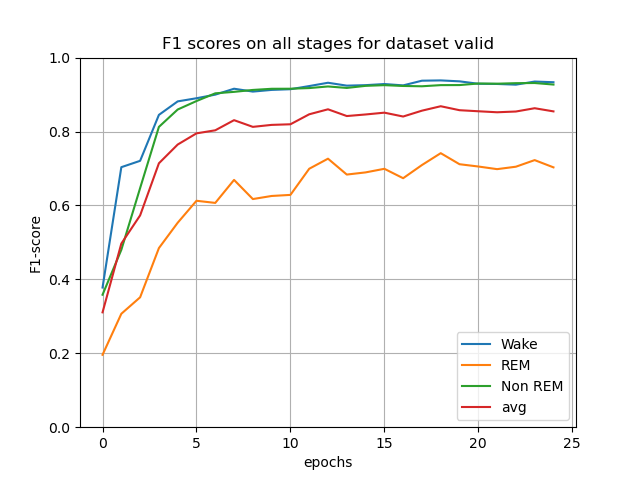 F1 scores on all stages for dataset valid
1.0
0.8
0.6
0.4
0.2
0.0
F1-score
0 5 10 15 20 25
epochs
Wake
REM
Non REM
avg